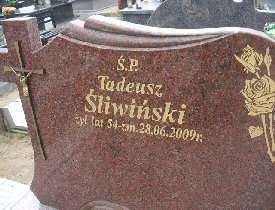 Ś.P.
Tadeusz
Śliwiński
żył lat 54-zm.28.06.2009r.